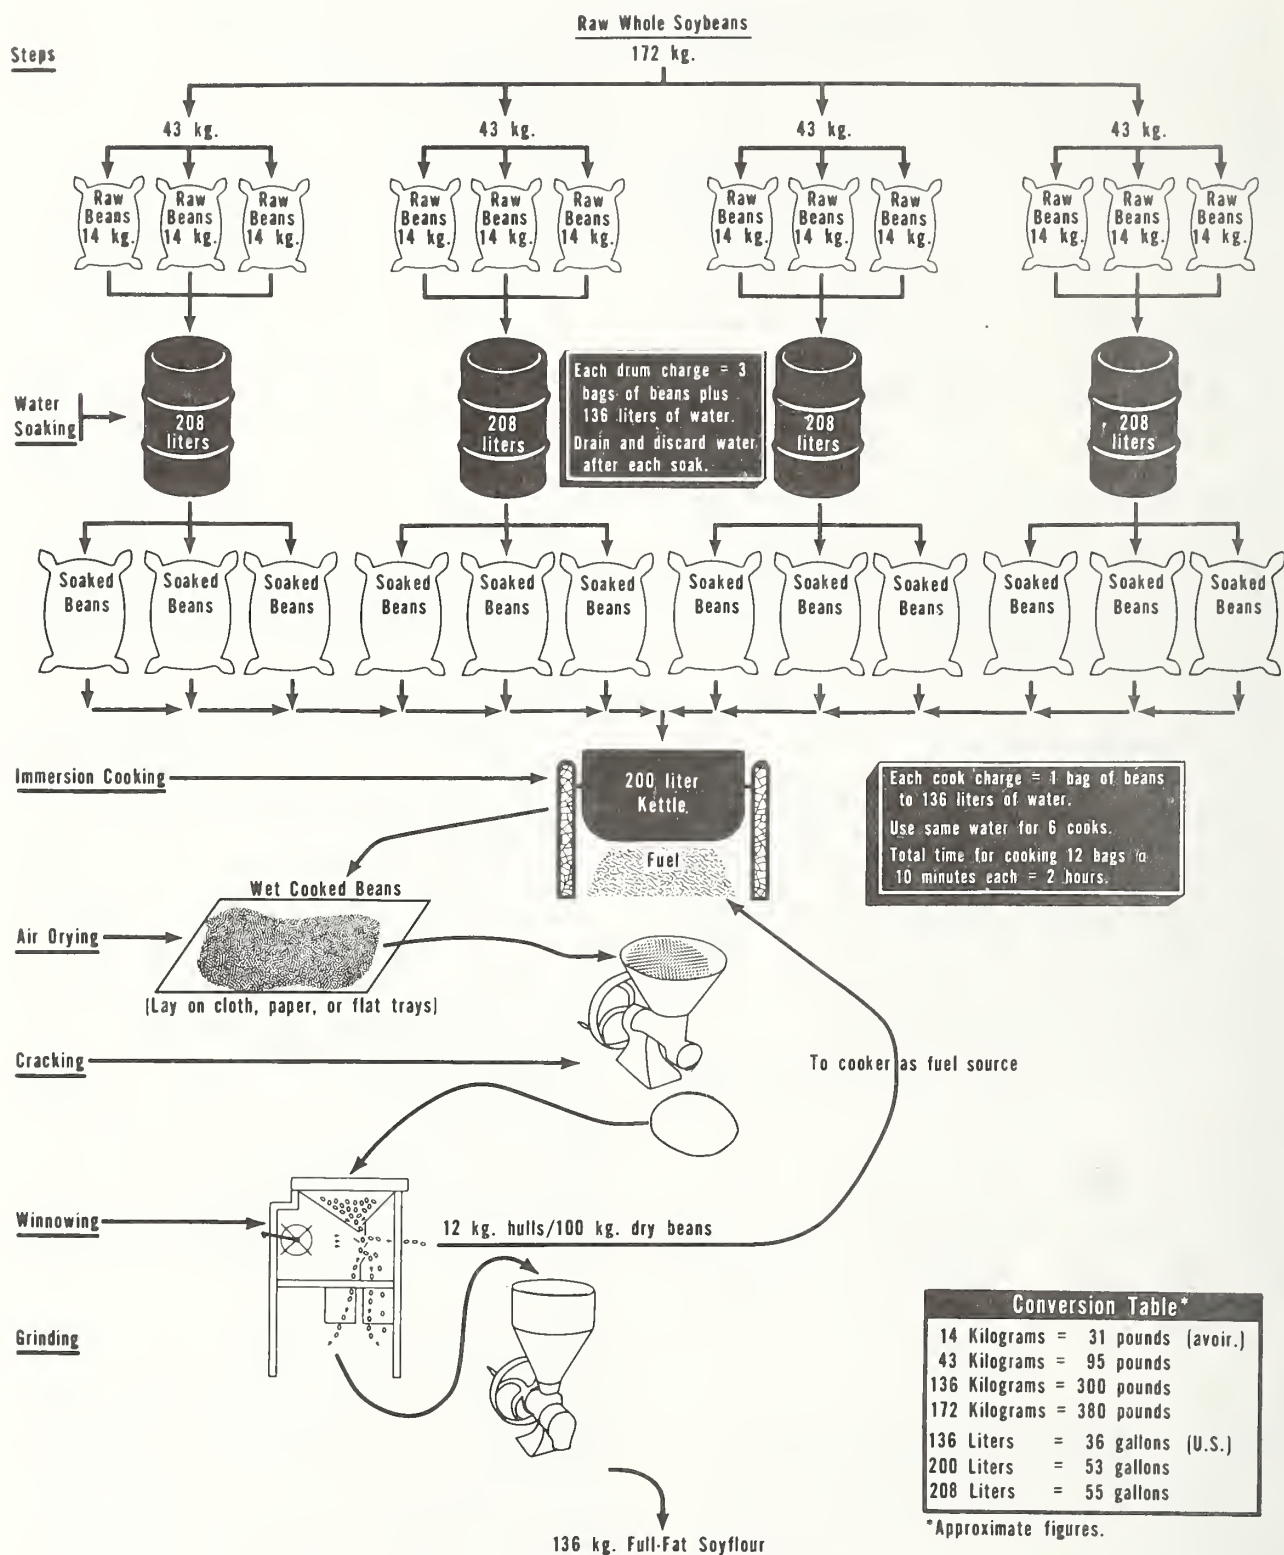 Raw Whole Soybeans
Steps
172 kg.
43 kg.
43 kg.
43 kg.
43 kg.
Raw
Beans
14 kg.
Raw
Beans
14 kg.
Raw
Beans
14 kg.
Raw
Beans
14 kg.
Raw
Beans
14 kg.
Raw
Beans
14 kg.
Raw
Beans
14 kg.
Raw
Beans
14 kg.
Raw
Beans
14 kg.
Raw
Beans
14 kg.
Raw
Beans
14 kg.
Raw
Beans
14 kg.
Water
Soaking
208
liters
208
liters
Each drum charge = 3
bags of beans plus
136 liters of water.
Drain and discard water
after each soak.
208
liters
208
liters
Soaked
Beans
Soaked
Beans
Soaked
Beans
Soaked
Beans
Soaked
Beans
Soaked
Beans
Soaked
Beans
Soaked
Beans
Soaked
Beans
Soaked
Beans
Soaked
Beans
Soaked
Beans
Immersion Cooking
200 liter
Kettle
Fuel
Each cook charge = 1 bag of beans
to 136 liters of water.
Use same water for 6 cooks.
Total time for cooking 12 bags @
10 minutes each = 2 hours.
Wet Cooked Beans
Air Drying
(Lay on cloth, paper, or flat trays)
Cracking
To cooker as fuel source
Winnowing
12 kg. hulls/100 kg. dry beans
Grinding
Conversion Table*
14 Kilograms = 31 pounds (avoir.)
43 Kilograms = 95 pounds
136 Kilograms = 300 pounds
172 Kilograms = 380 pounds
136 Liters = 36 gallons (U.S.)
200 Liters = 53 gallons
208 Liters = 55 gallons
*Approximate figures.
136 kg. Full-Fat Soyflour